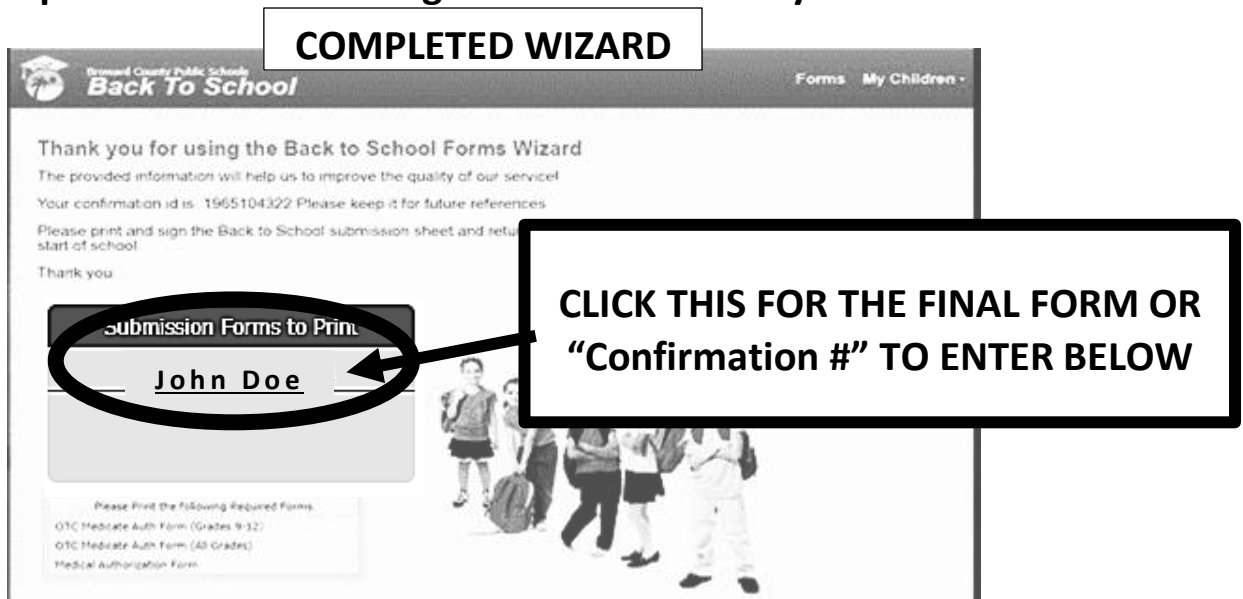 COMPLETED WIZARD
Broward County Public Schools
Back To School
Forms My Children
Thank you for using the Back to School Forms Wizard
The provided information will help us to improve the quality of our service!
Your confirmation id is 1965104322 Please keep it for future references
Please print and sign the Back to School submission sheet and
start of school
Thank you
CLICK THIS FOR THE FINAL FORM OR
“Confirmation #” TO ENTER BELOW
Submission Forms to Print
John Doe
Please Print the following Required Forms
OTC Medicate Auth Form (Grades 9-12)
OTC Medicate Auth Form (All Grades)
Medical Authorization Form